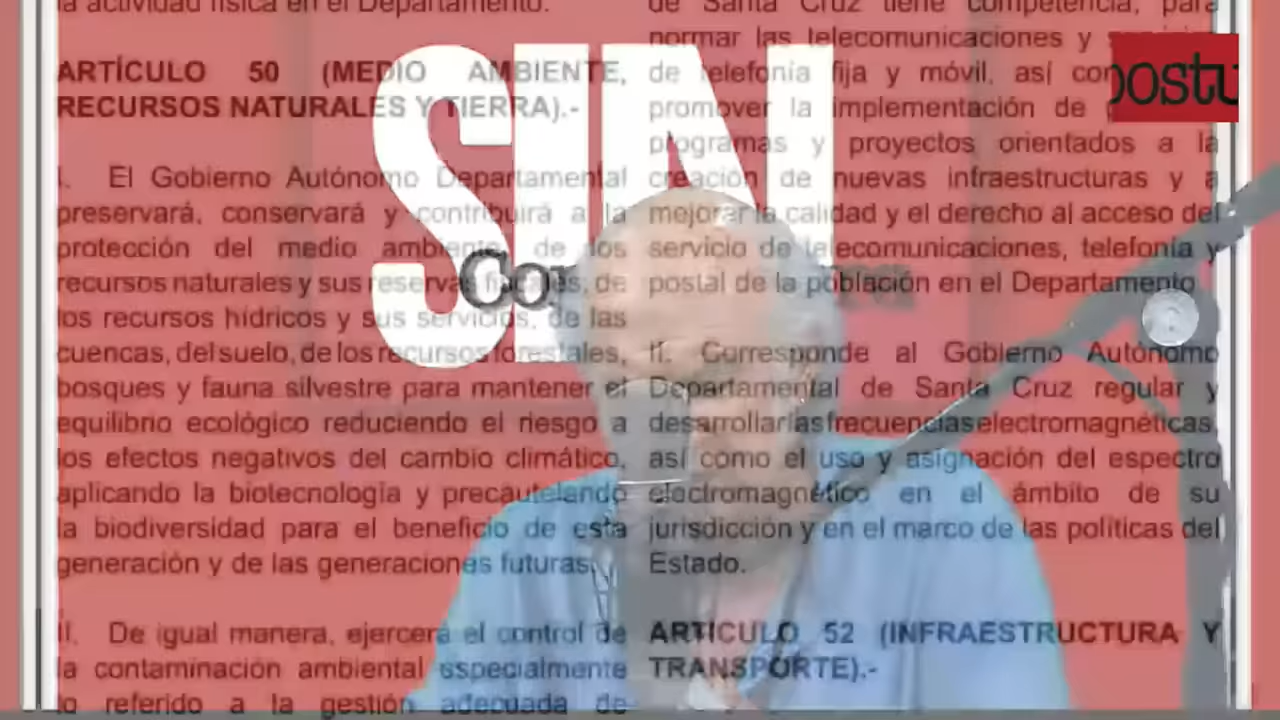 la actividad física en el Departamento.
ARTÍCULO 50 (MEDIO AMBIENTE,
RECURSOS NATURALES Y TIERRA).-
I. El Gobierno Autónomo Departamental
preservará, conservará y contribuirá a la
protección del medio ambiente, de los
recursos naturales y sus reservas fiscales, de
los recursos hídricos y sus servicios, de las
cuencas, del suelo, de los recursos forestales,
bosques y fauna silvestre para mantener el
equilibrio ecológico reduciendo el riesgo a
los efectos negativos del cambio climático,
aplicando la biotecnología y precautelando
la biodiversidad para el beneficio de esta
generación y de las generaciones futuras.
II. De igual manera, ejercerá el control de
la contaminación ambiental especialmente
lo referido a la gestión adecuada de
de Santa Cruz tiene competencia, para
normar las telecomunicaciones y
de telefonía fija y móvil, así
promover la implementación de
programas y proyectos orientados a la
creación de nuevas infraestructuras y a
mejorar la calidad y el derecho al acceso del
servicio de telecomunicaciones, telefonía y
postal de la población en el Departamento
II. Corresponde al Gobierno Autónomo
Departamental de Santa Cruz regular y
desarrollar las frecuencias electromagnéticas,
así como el uso y asignación del espectro
electromagnético en el ámbito de su
jurisdicción y en el marco de las políticas del
Estado.
ARTÍCULO 52 (INFRAESTRUCTURA Y
TRANSPORTE).-
SIN
postu